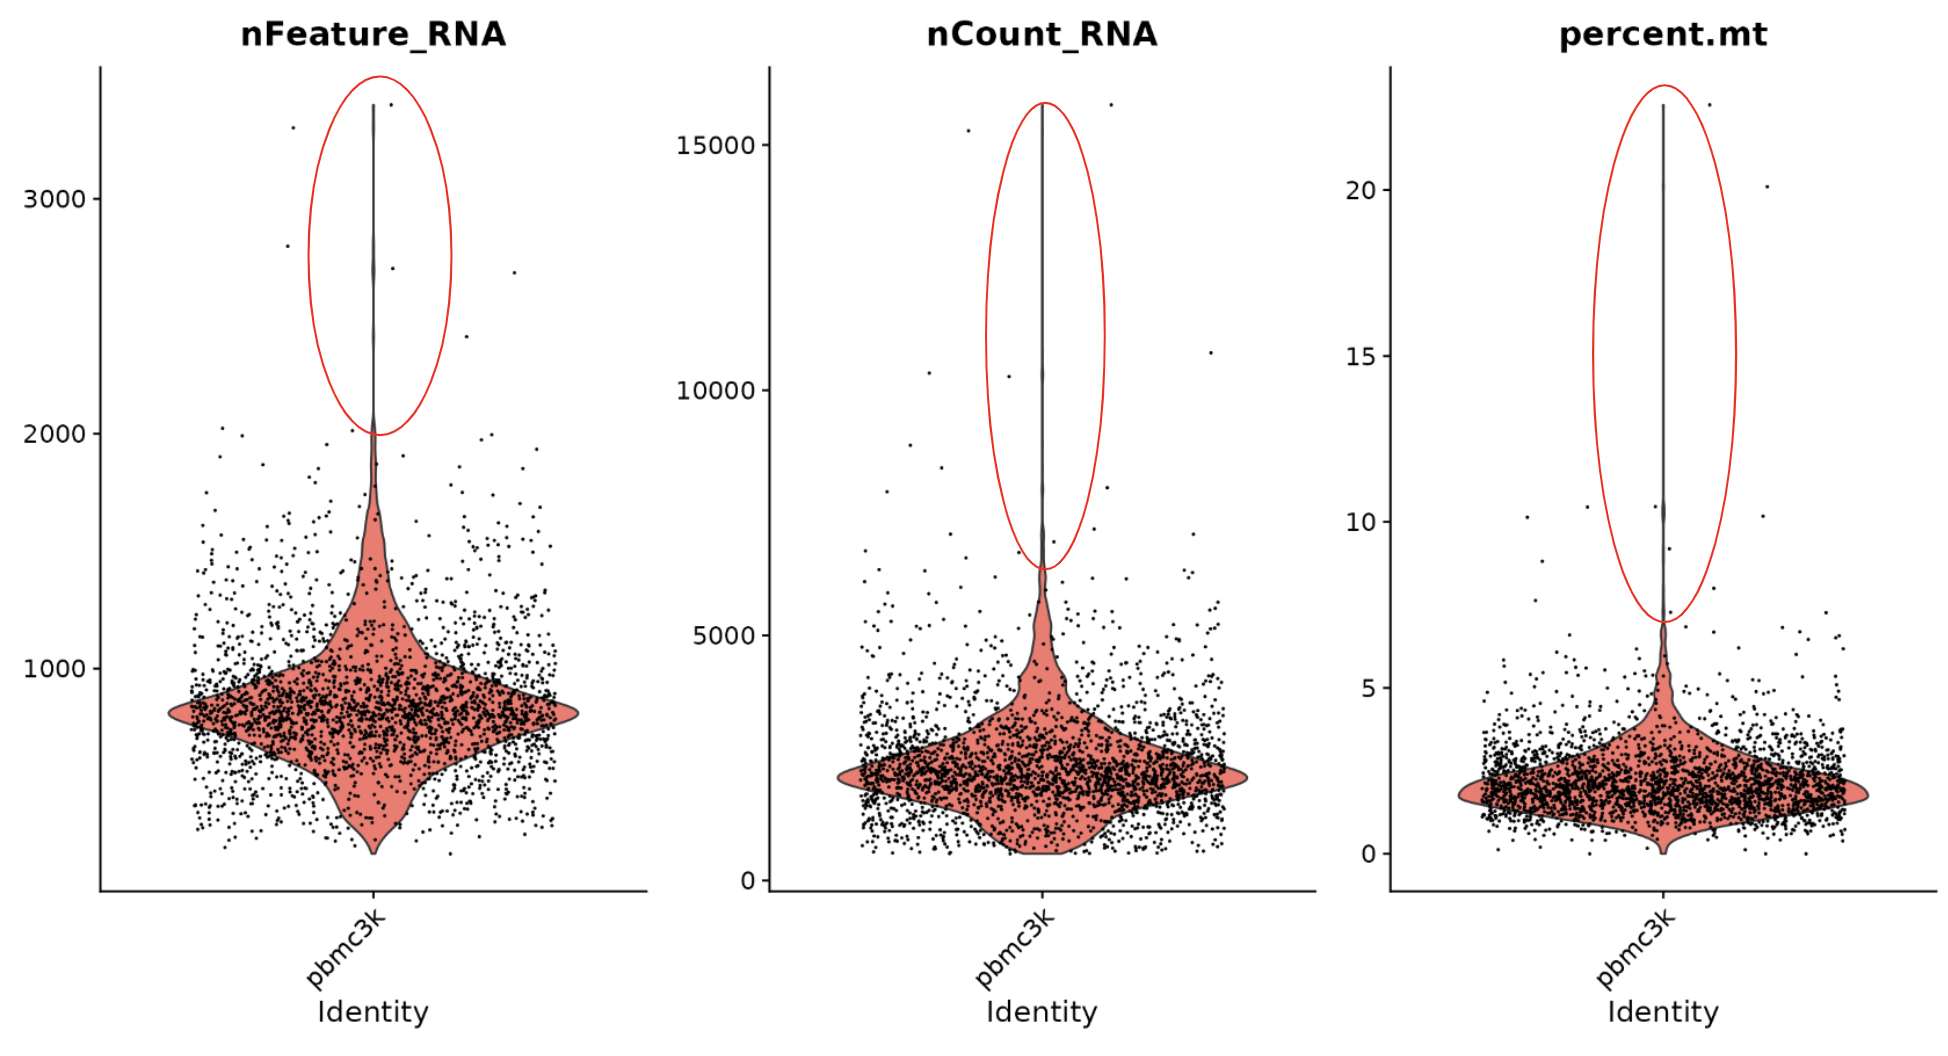 nFeature_RNA
3000
2000
1000
pbmc3k
Identity
nCount_RNA
15000
10000
5000
0
pbmc3k
Identity
percent.mt
20
15
10
5
0
pbmc3k
Identity